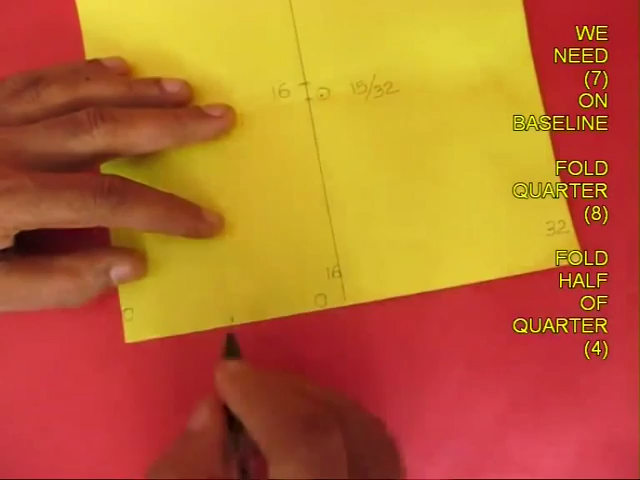 WE
NEED
(7)
ON
BASELINE
FOLD
QUARTER
(8)
FOLD
HALF
OF
QUARTER
(4)
16 15/32
32
16
0 0